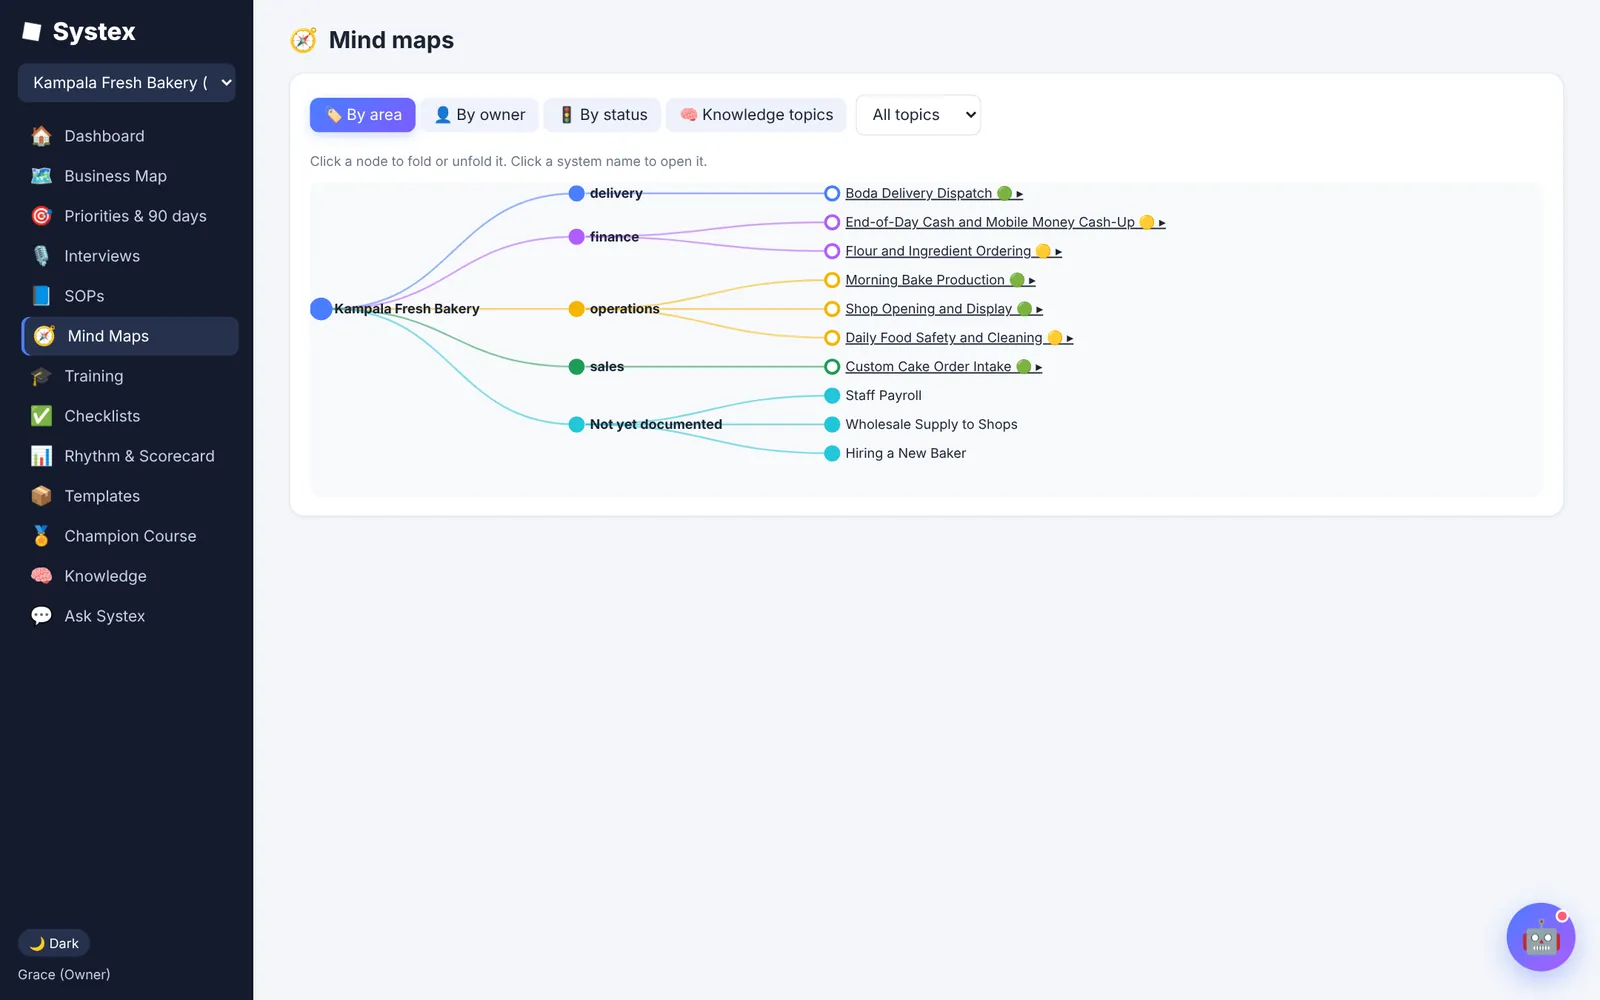 Systex
Kampala Fresh Bakery (
Dashboard
Business Map
Priorities & 90 days
Interviews
SOPs
Mind Maps
Training
Checklists
Rhythm & Scorecard
Templates
Champion Course
Knowledge
Ask Systex
Dark
Grace (Owner)
Mind maps
By area
By owner
By status
Knowledge topics
All topics
Click a node to fold or unfold it. Click a system name to open it.
Kampala Fresh Bakery
delivery
Boda Delivery Dispatch
finance
End-of-Day Cash and Mobile Money Cash-Up
Flour and Ingredient Ordering
operations
Morning Bake Production
Shop Opening and Display
Daily Food Safety and Cleaning
sales
Custom Cake Order Intake
Not yet documented
Staff Payroll
Wholesale Supply to Shops
Hiring a New Baker